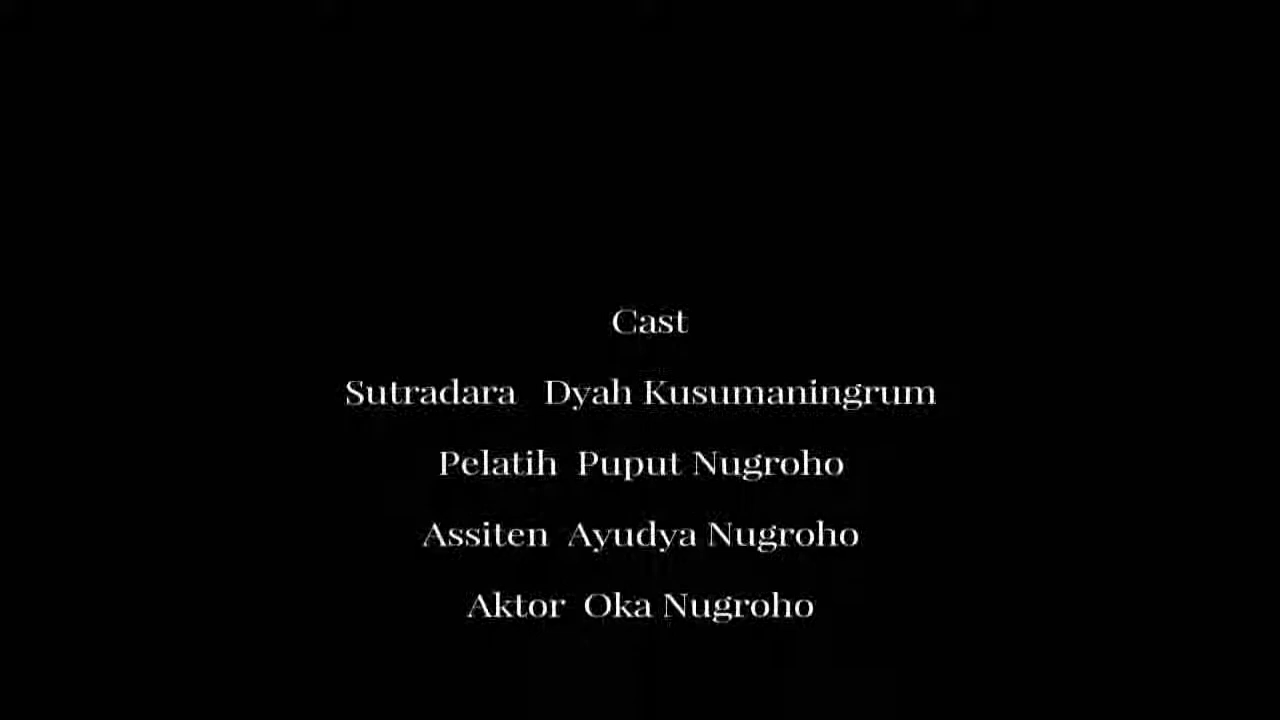 Cast
Sutradara Dyah Kusumaningrum
Pelatih Puput Nugroho
Assiten Ayudya Nugroho
Aktor Oka Nugroho